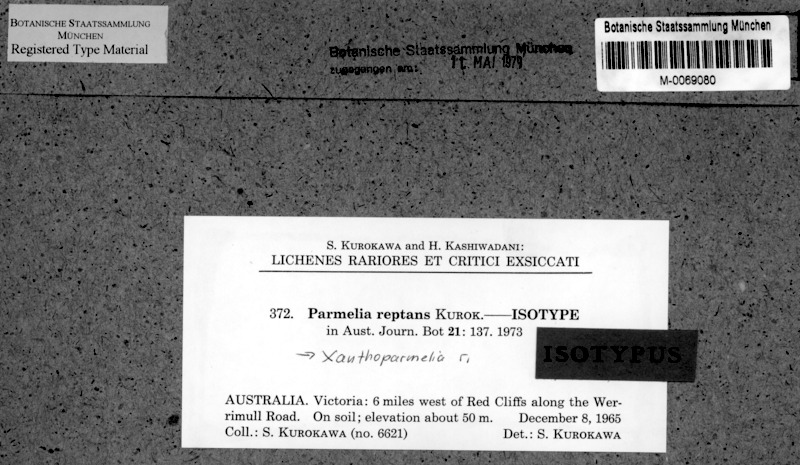 BOTANISCHE STAATSSAMMLUNG
MÜNCHEN
Registered Type Material
Botanische Staatssammlung München
zugegangen am: 11. MAI 1979
Botanische Staatssammlung München
M-0069080
S. KUROKAWA and H. KASHIWADANI:
LICHENES RARIORES ET CRITICI EXSICCATI
372. Parmelia reptans KUROK.——ISOTYPE
in Aust. Journ. Bot 21: 137. 1973
→ Xanthoparmelia r.
ISOTYPUS
AUSTRALIA. Victoria: 6 miles west of Red Cliffs along the Wer-
rimull Road. On soil; elevation about 50 m. December 8, 1965
Coll.: S. KUROKAWA (no. 6621) Det.: S. KUROKAWA